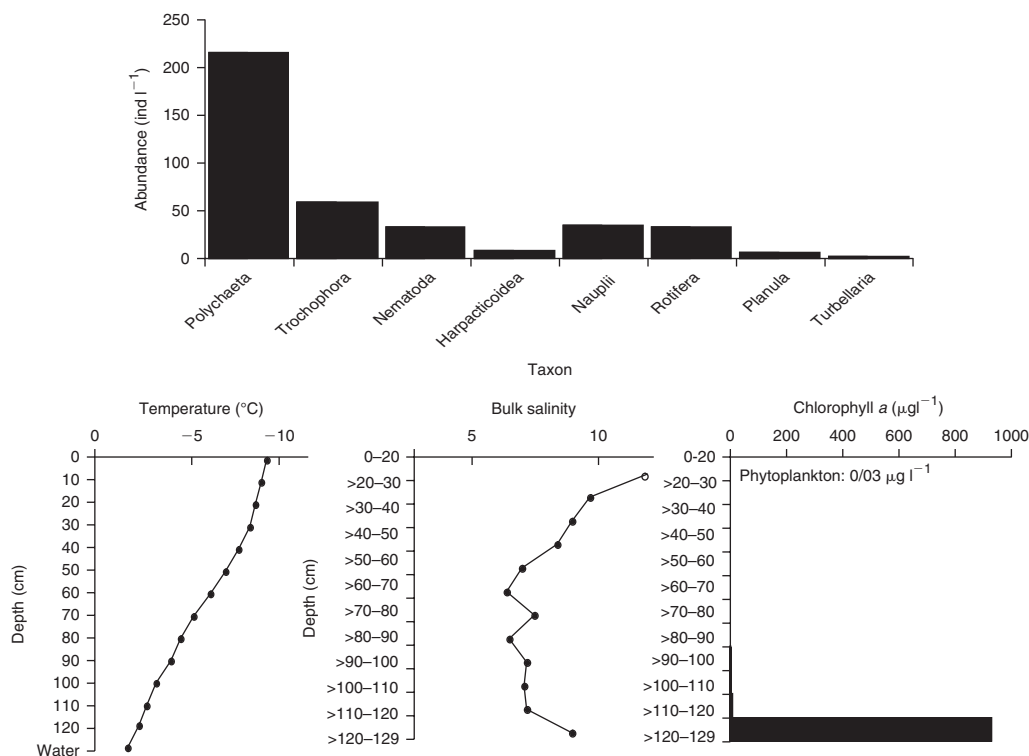 250
200
150
100
50
0
Abundance (ind l−1)
Polychaeta
Trochophora
Nematoda
Harpacticoidea
Nauplii
Rotifera
Planula
Turbellaria
Taxon
Temperature (°C)
0 −5 −10
0
10
20
30
40
50
60
70
80
90
100
110
120
Water
Depth (cm)
Bulk salinity
5 10
0–20
>20–30
>30–40
>40–50
>50–60
>60–70
>70–80
>80–90
>90–100
>100–110
>110–120
>120–129
Depth (cm)
Chlorophyll a (μgl−1)
0 200 400 600 800 1000
Phytoplankton: 0/03 μg l−1
0–20
>20–30
>30–40
>40–50
>50–60
>60–70
>70–80
>80–90
>90–100
>100–110
>110–120
>120–129